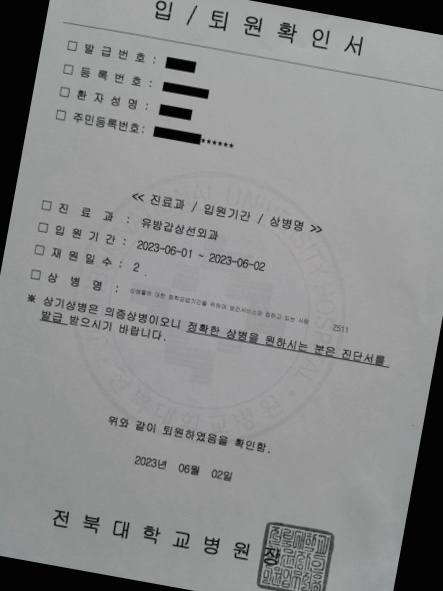 입 / 퇴 원 확 인 서
□ 발 급 번 호 :
□ 등 록 번 호 :
□ 환 자 성 명 :
□ 주민등록번호: ******
<< 진료과 / 입원기간 / 상병명 >>
□ 진 료 과 : 유방갑상선외과
□ 입 원 기 간 : 2023-06-01 ~ 2023-06-02
□ 재 원 일 수 : 2
□ 상 병 명 : Z511
※ 상기상병은 의증상병이오니 정확한 상병을 원하시는 분은 진단서를
발급 받으시기 바랍니다.
위와 같이 퇴원하였음을 확인함.
2023년 06월 02일
전 북 대 학 교 병 원 장